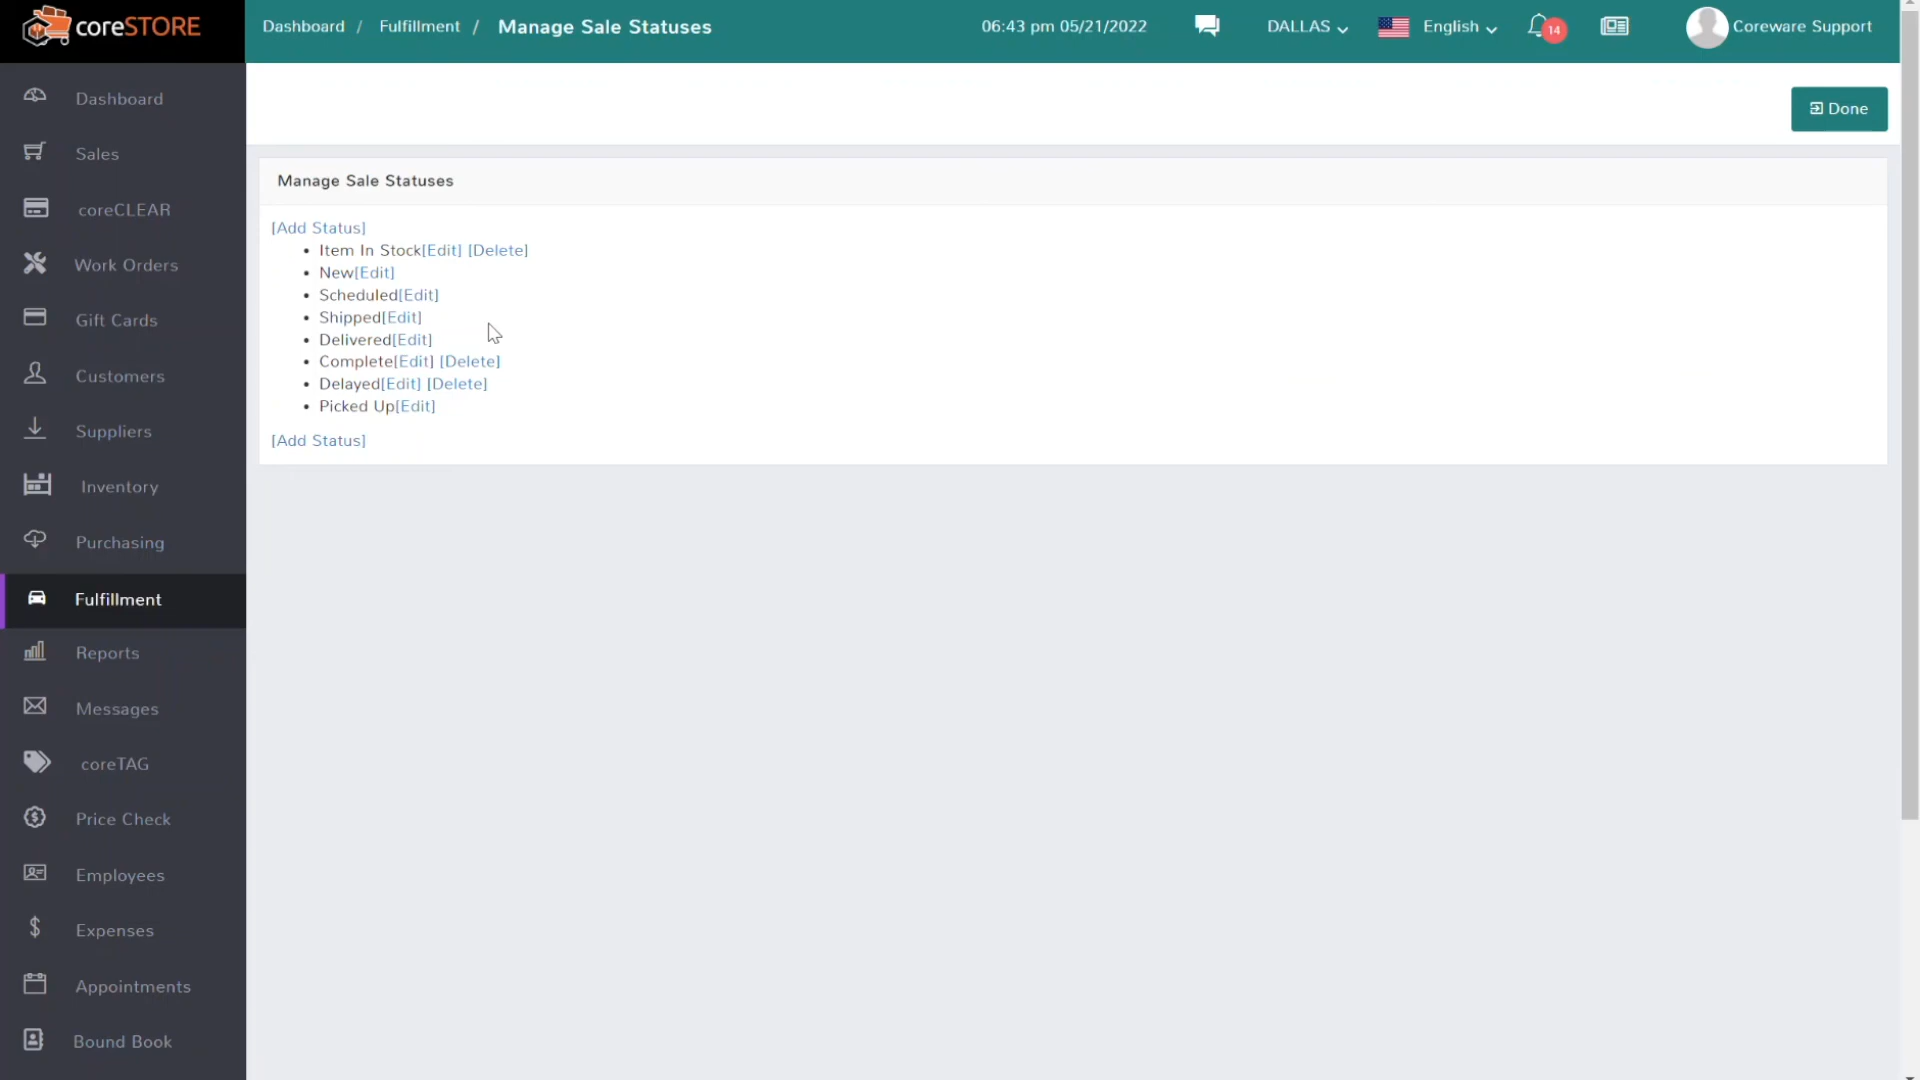 coreSTORE
Dashboard / Fulfillment / Manage Sale Statuses
06:43 pm 05/21/2022
DALLAS
English
14
Coreware Support
Dashboard
Sales
coreCLEAR
Work Orders
Gift Cards
Customers
Suppliers
Inventory
Purchasing
Fulfillment
Reports
Messages
coreTAG
Price Check
Employees
Expenses
Appointments
Bound Book
Done
Manage Sale Statuses
[Add Status]
• Item In Stock[Edit] [Delete]
• New[Edit]
• Scheduled[Edit]
• Shipped[Edit]
• Delivered[Edit]
• Complete[Edit] [Delete]
• Delayed[Edit] [Delete]
• Picked Up[Edit]
[Add Status]